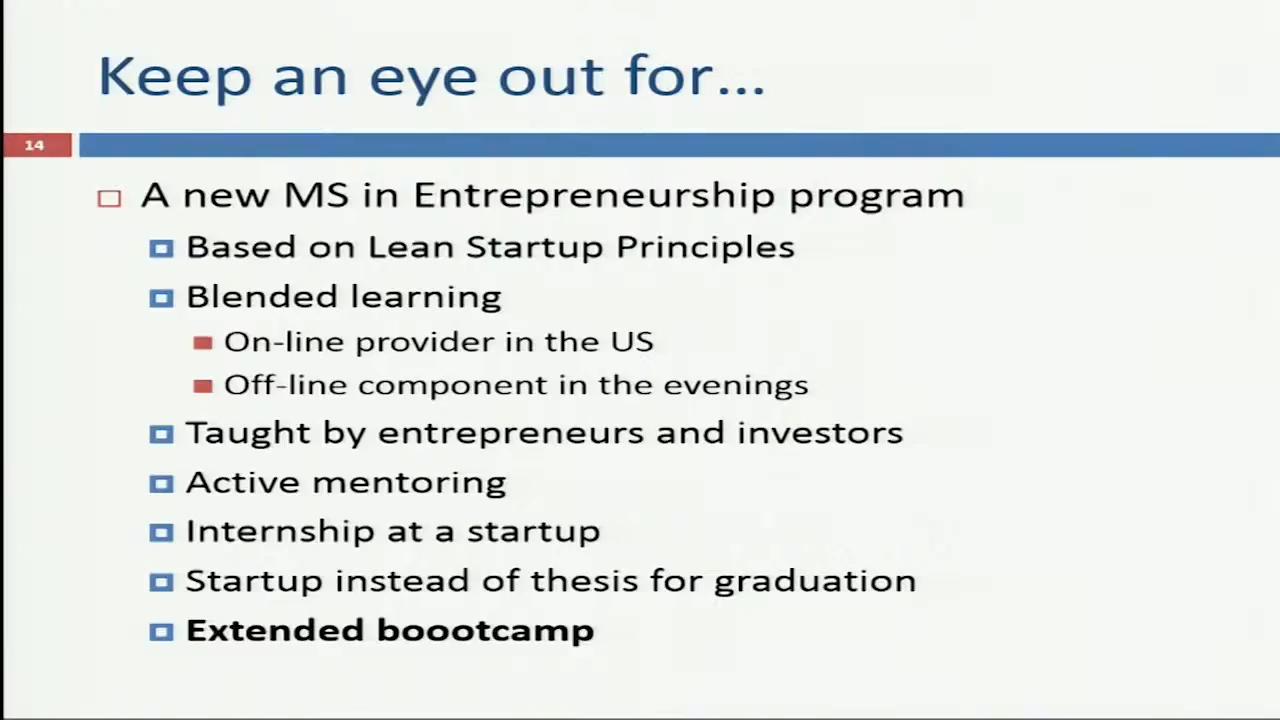 Keep an eye out for...
14
A new MS in Entrepreneurship program
Based on Lean Startup Principles
Blended learning
On-line provider in the US
Off-line component in the evenings
Taught by entrepreneurs and investors
Active mentoring
Internship at a startup
Startup instead of thesis for graduation
Extended boootcamp